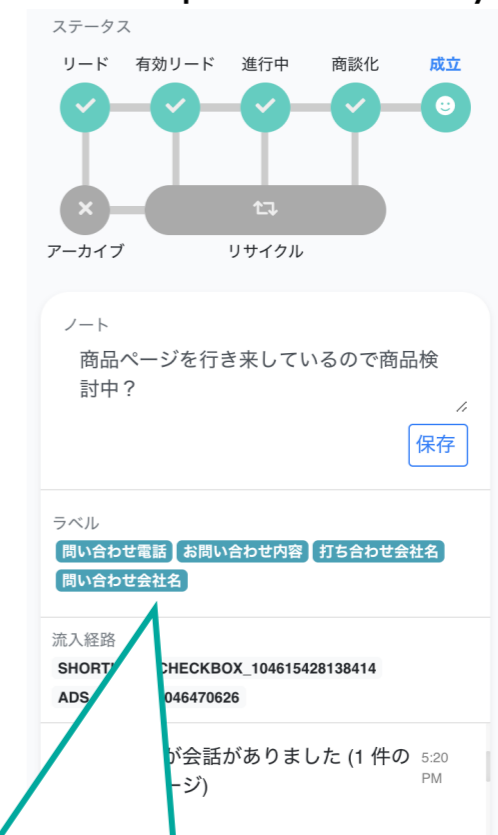 ステータス
リード 有効リード 進行中 商談化 成立
アーカイブ リサイクル
ノート
商品ページを行き来しているので商品検
討中？
保存
ラベル
問い合わせ電話 お問い合わせ内容 打ち合わせ会社名
問い合わせ会社名
流入経路
CHECKBOX_104615428138414
ADS 046470626
が会話がありました (1 件の 5:20
ージ) PM